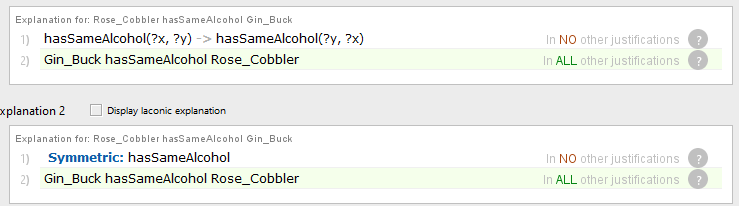 Explanation for: Rose_Cobbler hasSameAlcohol Gin_Buck
1) hasSameAlcohol(?x, ?y) -> hasSameAlcohol(?y, ?x) In NO other justifications ?
2) Gin_Buck hasSameAlcohol Rose_Cobbler In ALL other justifications ?
xplanation 2 Display laconic explanation
Explanation for: Rose_Cobbler hasSameAlcohol Gin_Buck
1) Symmetric: hasSameAlcohol In NO other justifications ?
2) Gin_Buck hasSameAlcohol Rose_Cobbler In ALL other justifications ?